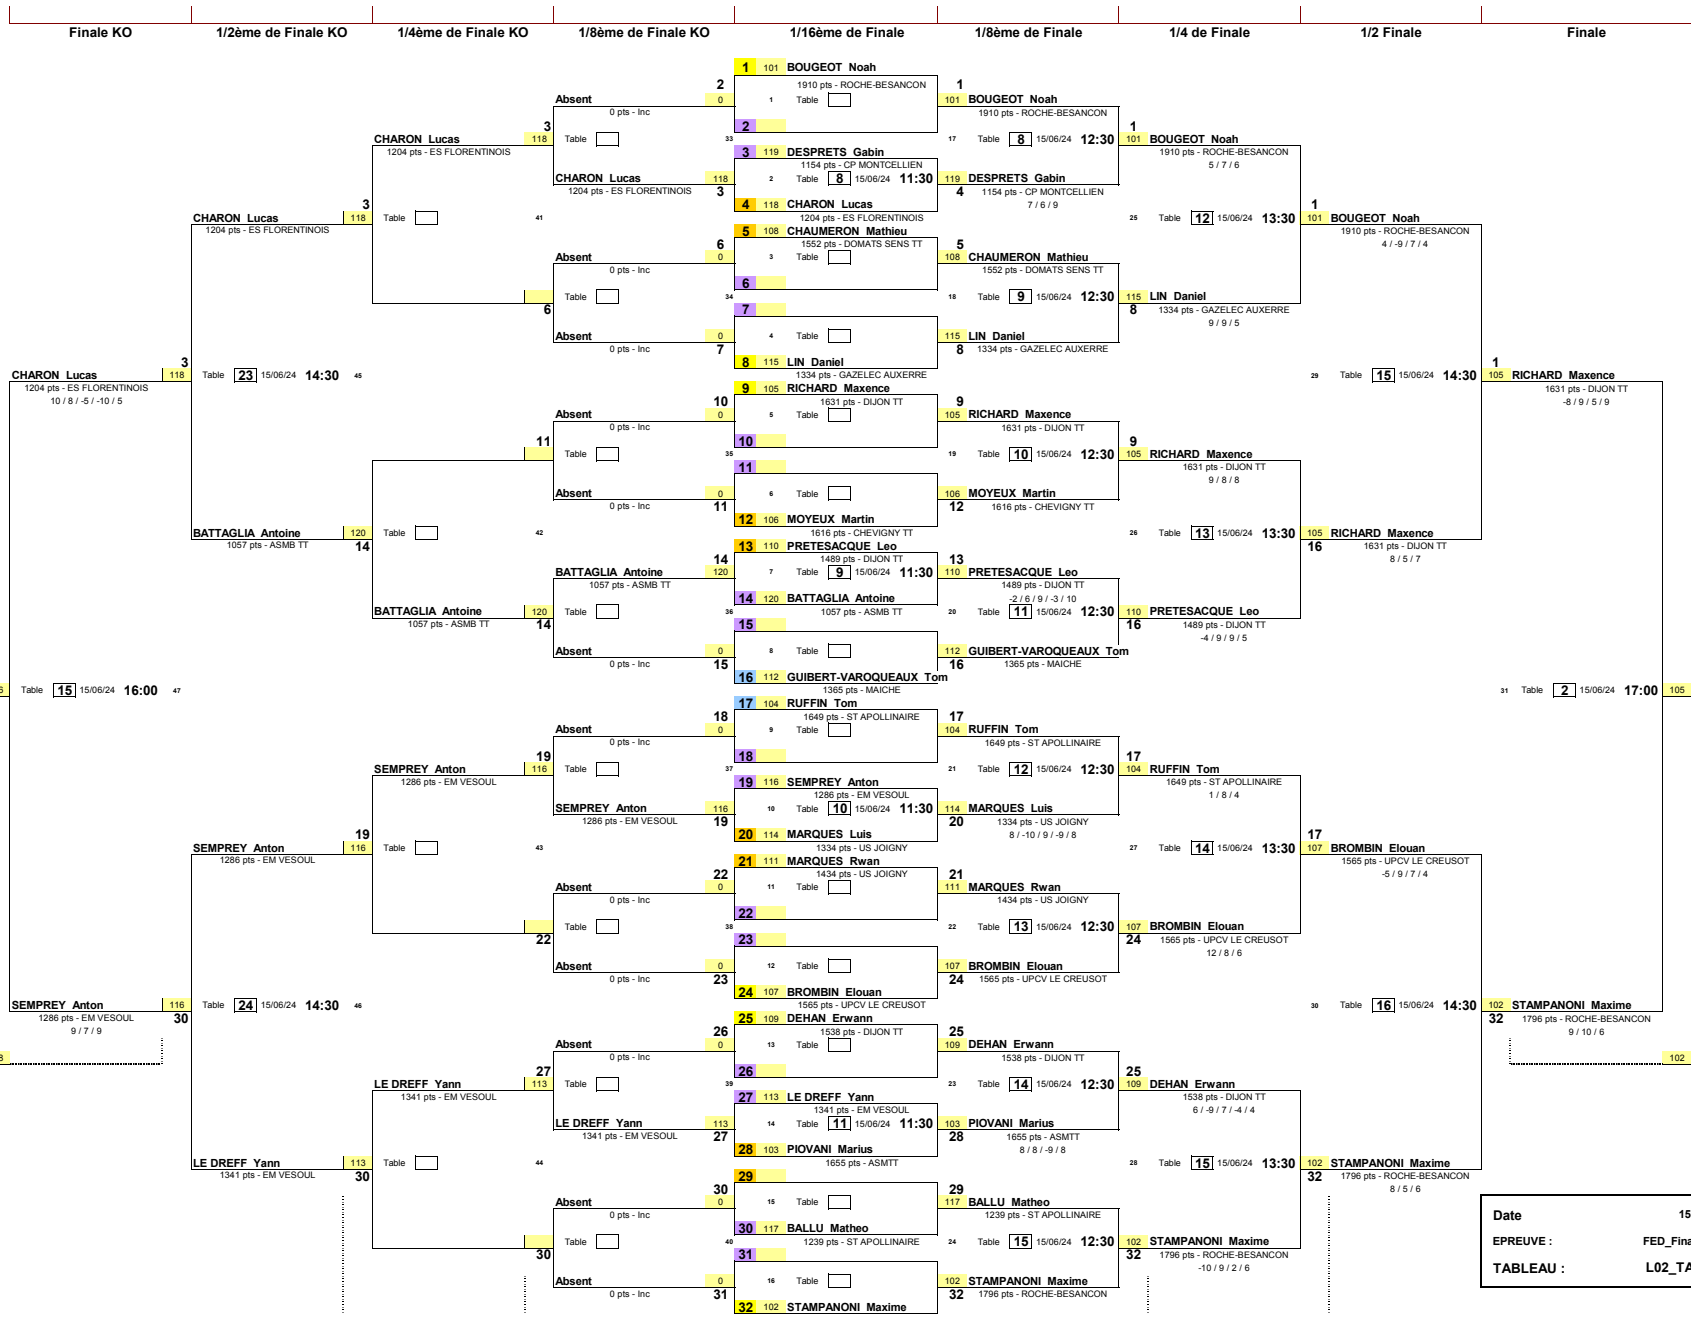 Finale KO 1/2ème de Finale KO 1/4ème de Finale KO 1/8ème de Finale KO 1/16ème de Finale 1/8ème de Finale 1/4 de Finale 1/2 Finale Finale
1 101 BOUGEOT Noah
2 1910 pts - ROCHE-BESANCON 1
Absent 0 1 Table 101 BOUGEOT Noah
0 pts - Inc 1910 pts - ROCHE-BESANCON
3 2 1
CHARON Lucas 118 Table 33 17 Table 8 15/06/24 12:30 101 BOUGEOT Noah
1204 pts - ES FLORENTINOIS 3 119 DESPRETS Gabin 1910 pts - ROCHE-BESANCON
1154 pts - CP MONTCELLIEN 5 / 7 / 6
CHARON Lucas 118 2 Table 8 15/06/24 11:30 119 DESPRETS Gabin
1204 pts - ES FLORENTINOIS 3 4 1154 pts - CP MONTCELLIEN
3 4 118 CHARON Lucas 7 / 6 / 9 1
CHARON Lucas 118 Table 41 1204 pts - ES FLORENTINOIS 25 Table 12 15/06/24 13:30 101 BOUGEOT Noah
1204 pts - ES FLORENTINOIS 5 108 CHAUMERON Mathieu 1910 pts - ROCHE-BESANCON
6 1552 pts - DOMATS SENS TT 5 4 / -9 / 7 / 4
Absent 0 3 Table 108 CHAUMERON Mathieu
0 pts - Inc 1552 pts - DOMATS SENS TT
6
Table 34 18 Table 9 15/06/24 12:30 115 LIN Daniel
6 7 8 1334 pts - GAZELEC AUXERRE
9 / 9 / 5
Absent 0 4 Table 115 LIN Daniel
0 pts - Inc 7 8 1334 pts - GAZELEC AUXERRE
3 8 115 LIN Daniel 1
CHARON Lucas 118 Table 23 15/06/24 14:30 45 1334 pts - GAZELEC AUXERRE 29 Table 15 15/06/24 14:30 105 RICHARD Maxence
1204 pts - ES FLORENTINOIS 9 105 RICHARD Maxence 1631 pts - DIJON TT
10 / 8 / -5 / -10 / 5 10 1631 pts - DIJON TT 9 -8 / 9 / 5 / 9
Absent 0 5 Table 105 RICHARD Maxence
0 pts - Inc 1631 pts - DIJON TT
11 10 9
Table 35 19 Table 10 15/06/24 12:30 105 RICHARD Maxence
11 1631 pts - DIJON TT
9 / 8 / 8
Absent 0 6 Table 106 MOYEUX Martin
0 pts - Inc 11 12 1616 pts - CHEVIGNY TT
12 106 MOYEUX Martin
BATTAGLIA Antoine 120 Table 42 1616 pts - CHEVIGNY TT 26 Table 13 15/06/24 13:30 105 RICHARD Maxence
1057 pts - ASMB TT 14 13 110 PRETESACQUE Leo 16 1631 pts - DIJON TT
14 1489 pts - DIJON TT 13 8 / 5 / 7
BATTAGLIA Antoine 120 7 Table 9 15/06/24 11:30 110 PRETESACQUE Leo
1057 pts - ASMB TT 1489 pts - DIJON TT
14 120 BATTAGLIA Antoine -2 / 6 / 9 / -3 / 10
BATTAGLIA Antoine 120 Table 36 1057 pts - ASMB TT 20 Table 11 15/06/24 12:30 110 PRETESACQUE Leo
1057 pts - ASMB TT 14 15 16 1489 pts - DIJON TT
-4 / 9 / 9 / 5
Absent 0 8 Table 112 GUIBERT-VAROQUEAUX Tom
0 pts - Inc 15 16 1365 pts - MAICHE
16 112 GUIBERT-VAROQUEAUX Tom
Table 15 15/06/24 16:00 47 1365 pts - MAICHE 31 Table 2 15/06/24 17:00 105
17 104 RUFFIN Tom
18 1649 pts - ST APOLLINAIRE 17
Absent 0 9 Table 104 RUFFIN Tom
0 pts - Inc 1649 pts - ST APOLLINAIRE
19 18 17
SEMPREY Anton 116 Table 37 21 Table 12 15/06/24 12:30 104 RUFFIN Tom
1286 pts - EM VESOUL 19 116 SEMPREY Anton 1649 pts - ST APOLLINAIRE
1286 pts - EM VESOUL 1 / 8 / 4
SEMPREY Anton 116 10 Table 10 15/06/24 11:30 114 MARQUES Luis
1286 pts - EM VESOUL 19 20 1334 pts - US JOIGNY
19 20 114 MARQUES Luis 8 / -10 / 9 / -9 / 8 17
SEMPREY Anton 116 Table 43 1334 pts - US JOIGNY 27 Table 14 15/06/24 13:30 107 BROMBIN Elouan
1286 pts - EM VESOUL 21 111 MARQUES Rwan 1565 pts - UPCV LE CREUSOT
22 1434 pts - US JOIGNY 21 -5 / 9 / 7 / 4
Absent 0 11 Table 111 MARQUES Rwan
0 pts - Inc 1434 pts - US JOIGNY
22
Table 38 22 Table 13 15/06/24 12:30 107 BROMBIN Elouan
22 23 24 1565 pts - UPCV LE CREUSOT
12 / 8 / 6
Absent 0 12 Table 107 BROMBIN Elouan
0 pts - Inc 23 24 1565 pts - UPCV LE CREUSOT
24 107 BROMBIN Elouan
SEMPREY Anton 116 Table 24 15/06/24 14:30 46 1565 pts - UPCV LE CREUSOT 30 Table 16 15/06/24 14:30 102 STAMPANONI Maxime
1286 pts - EM VESOUL 30 25 109 DEHAN Erwann 32 1796 pts - ROCHE-BESANCON
9 / 7 / 9 26 1538 pts - DIJON TT 25 9 / 10 / 6
Absent 0 13 Table 109 DEHAN Erwann
0 pts - Inc 1538 pts - DIJON TT 102
27 26 25
LE DREFF Yann 113 Table 39 23 Table 14 15/06/24 12:30 109 DEHAN Erwann
1341 pts - EM VESOUL 27 113 LE DREFF Yann 1538 pts - DIJON TT
1341 pts - EM VESOUL 6 / -9 / 7 / -4 / 4
LE DREFF Yann 113 14 Table 11 15/06/24 11:30 103 PIOVANI Marius
1341 pts - EM VESOUL 27 28 1655 pts - ASMTT
28 103 PIOVANI Marius 8 / 8 / -9 / 8
LE DREFF Yann 113 Table 44 1655 pts - ASMTT 28 Table 15 15/06/24 13:30 102 STAMPANONI Maxime
1341 pts - EM VESOUL 30 29 32 1796 pts - ROCHE-BESANCON
30 29 8 / 5 / 6
Absent 0 15 Table 117 BALLU Matheo
0 pts - Inc 1239 pts - ST APOLLINAIRE
30 117 BALLU Matheo
Table 40 1239 pts - ST APOLLINAIRE 24 Table 15 15/06/24 12:30 102 STAMPANONI Maxime
30 31 32 1796 pts - ROCHE-BESANCON
-10 / 9 / 2 / 6
Absent 0 16 Table 102 STAMPANONI Maxime
0 pts - Inc 31 32 1796 pts - ROCHE-BESANCON
32 102 STAMPANONI Maxime
Date 15
EPREUVE : FED_Fina
TABLEAU : L02_TA